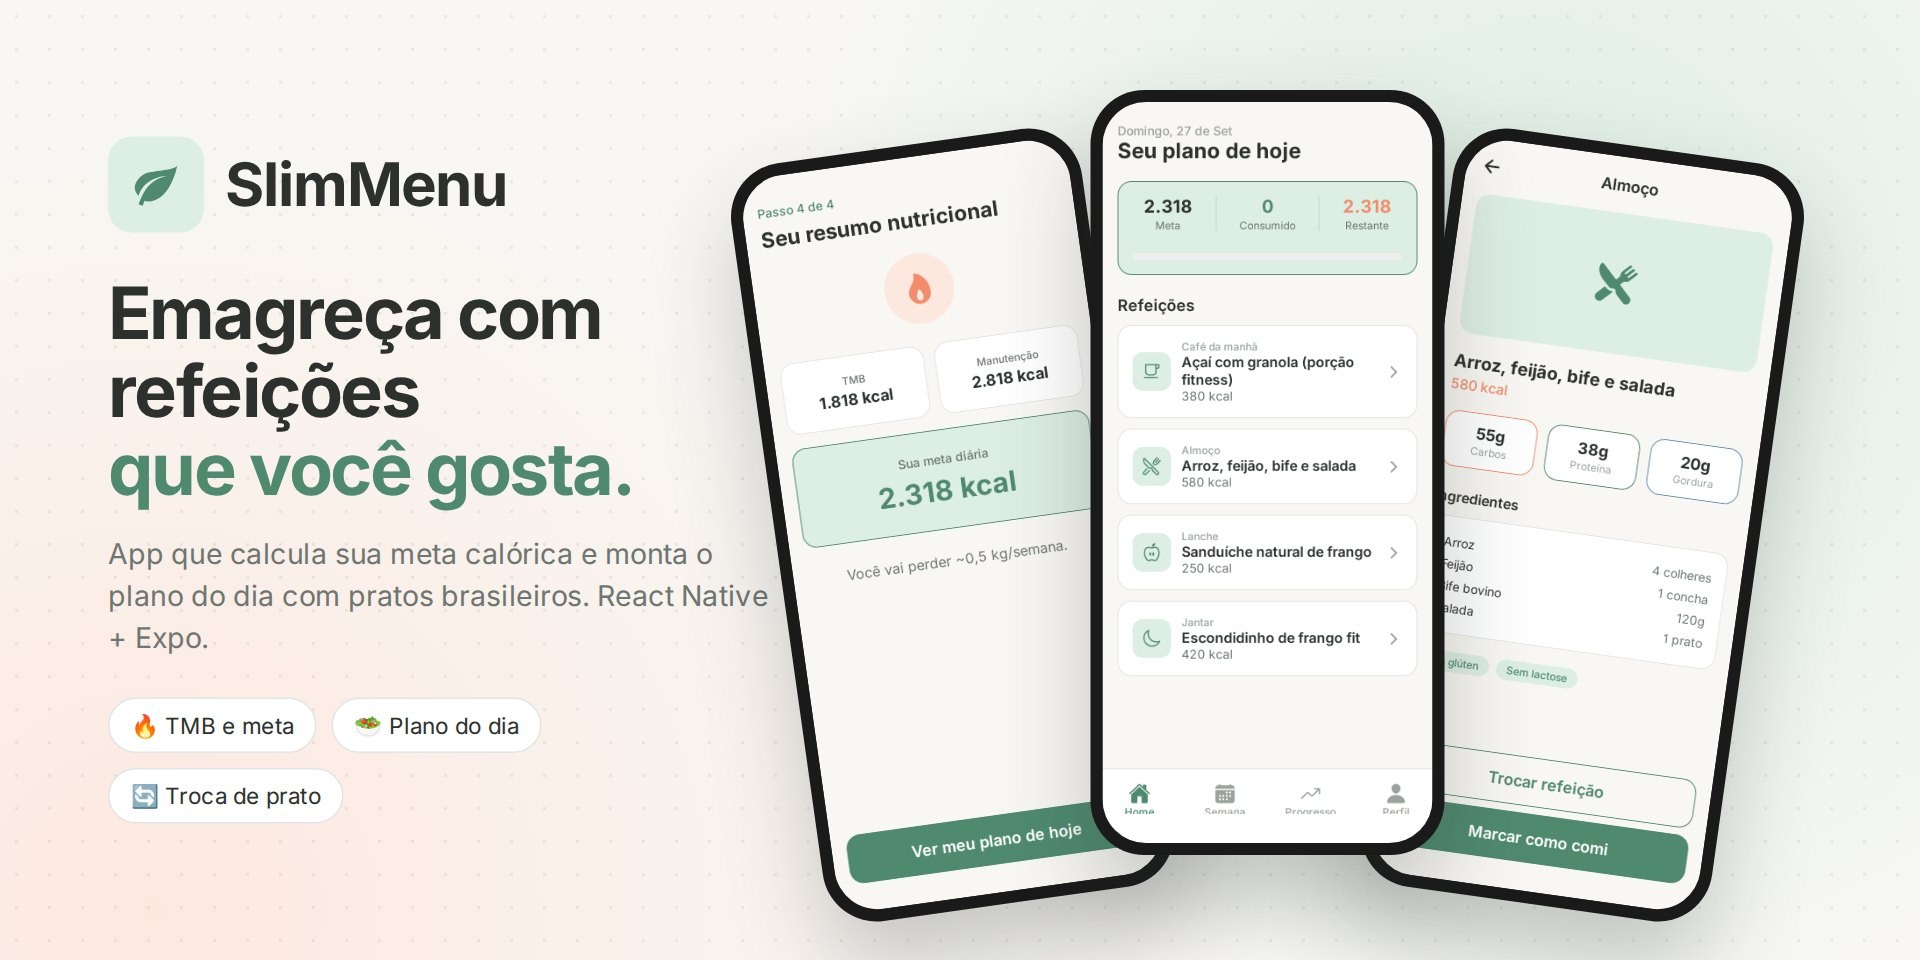 SlimMenu
Emagreça com
refeições
que você gosta.
App que calcula sua meta calórica e monta o
plano do dia com pratos brasileiros. React Native
+ Expo.
🔥 TMB e meta
🥗 Plano do dia
🔄 Troca de prato
Passo 4 de 4
Seu resumo nutricional
TMB
1.818 kcal
Manutenção
2.818 kcal
Sua meta diária
2.318 kcal
Você vai perder ~0,5 kg/semana.
Ver meu plano de hoje
Domingo, 27 de Set
Seu plano de hoje
2.318
Meta
0
Consumido
2.318
Restante
Refeições
Café da manhã
Açaí com granola (porção
fitness)
380 kcal
Almoço
Arroz, feijão, bife e salada
580 kcal
Lanche
Sanduíche natural de frango
250 kcal
Jantar
Escondidinho de frango fit
420 kcal
Home
Semana
Progresso
Perfil
Almoço
Arroz, feijão, bife e salada
580 kcal
55g
Carbos
38g
Proteína
20g
Gordura
ngredientes
Arroz
4 colheres
Feijão
1 concha
ife bovino
120g
alada
1 prato
glúten
Sem lactose
Trocar refeição
Marcar como comi